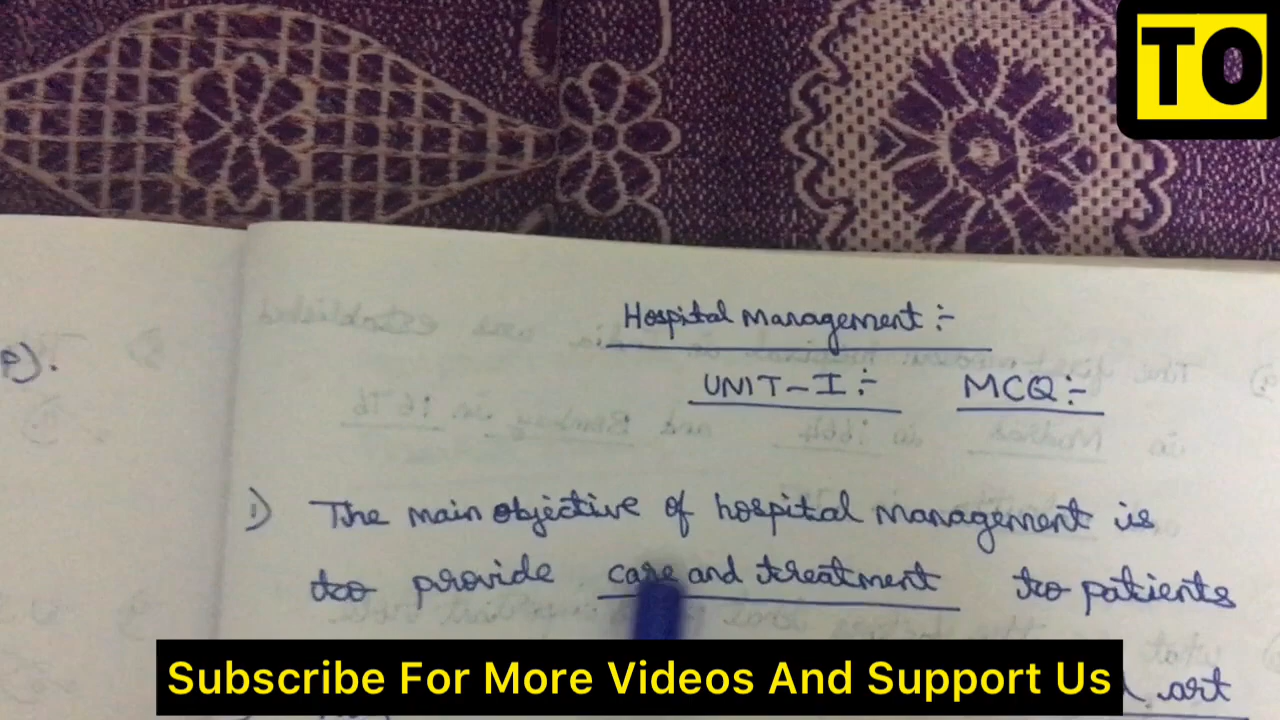 TO
Hospital Management :-
UNIT-I :- MCQ :-
1) The main objective of hospital management is
to provide care and treatment to patients
art
Subscribe For More Videos And Support Us